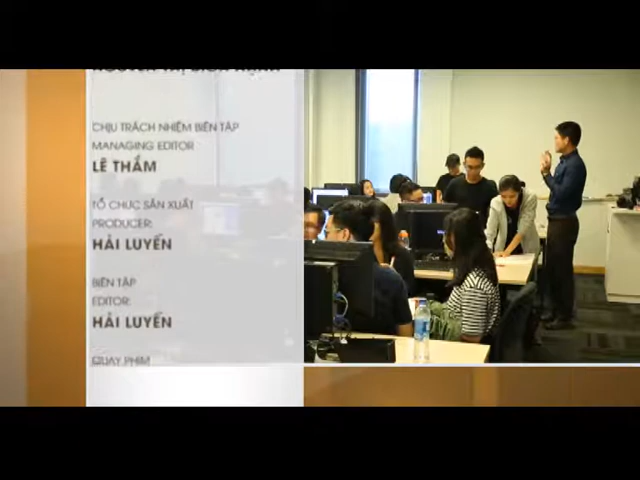 CHỊU TRÁCH NHIỆM BIÊN TẬP
MANAGING EDITOR
LÊ THẮM
TỔ CHỨC SẢN XUẤT
PRODUCER:
HẢI LUYẾN
BIÊN TẬP
EDITOR:
HẢI LUYẾN
QUAY PHIM